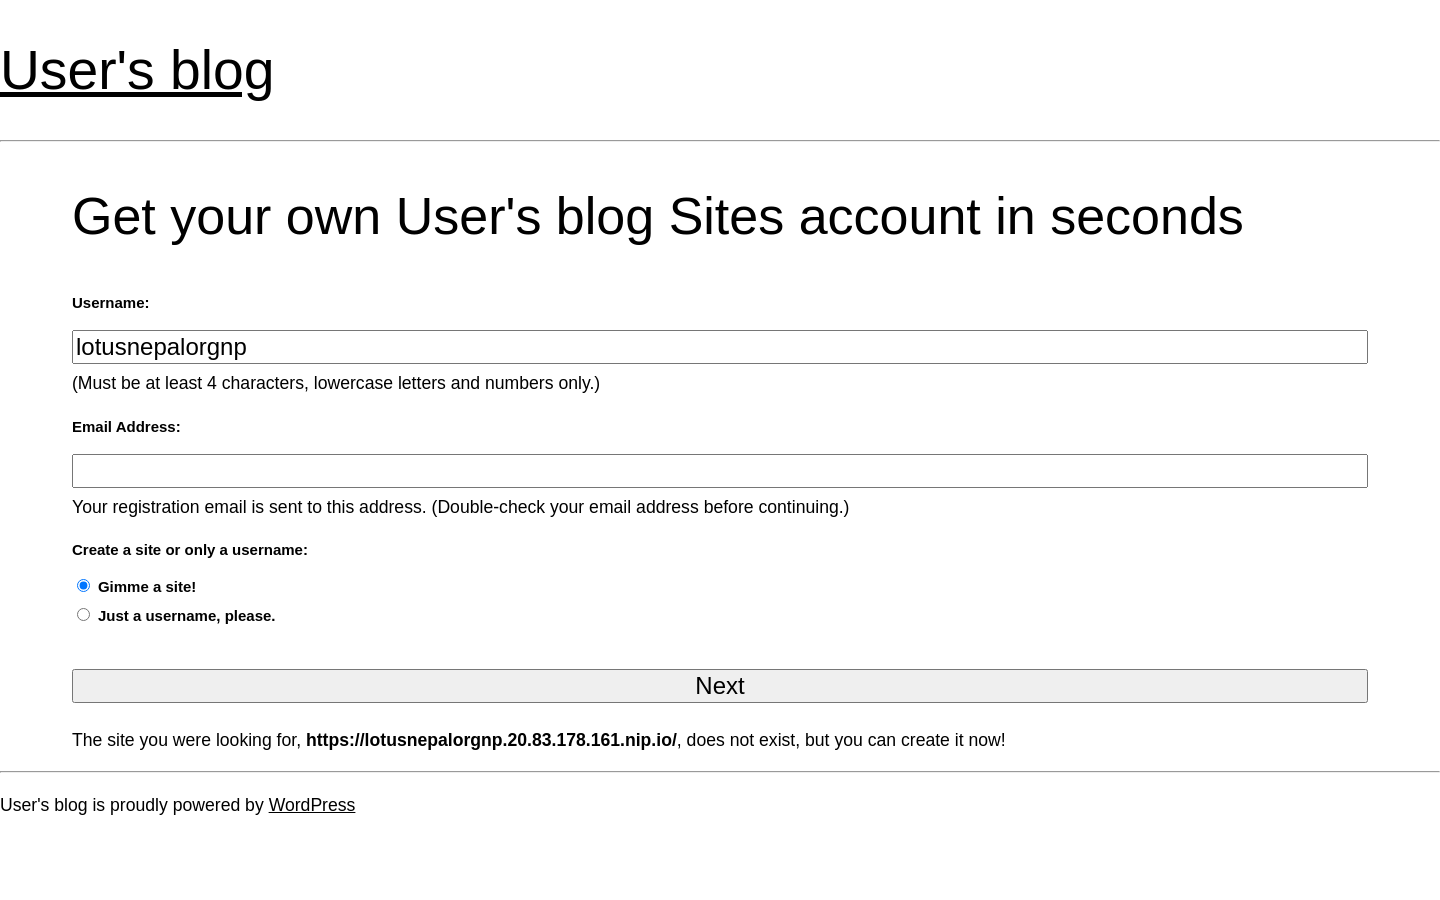 User's blog
Get your own User's blog Sites account in seconds
Username:
lotusnepalorgnp
(Must be at least 4 characters, lowercase letters and numbers only.)
Email Address:
Your registration email is sent to this address. (Double-check your email address before continuing.)
Create a site or only a username:
Gimme a site!
Just a username, please.
Next
The site you were looking for, https://lotusnepalorgnp.20.83.178.161.nip.io/, does not exist, but you can create it now!
User's blog is proudly powered by WordPress